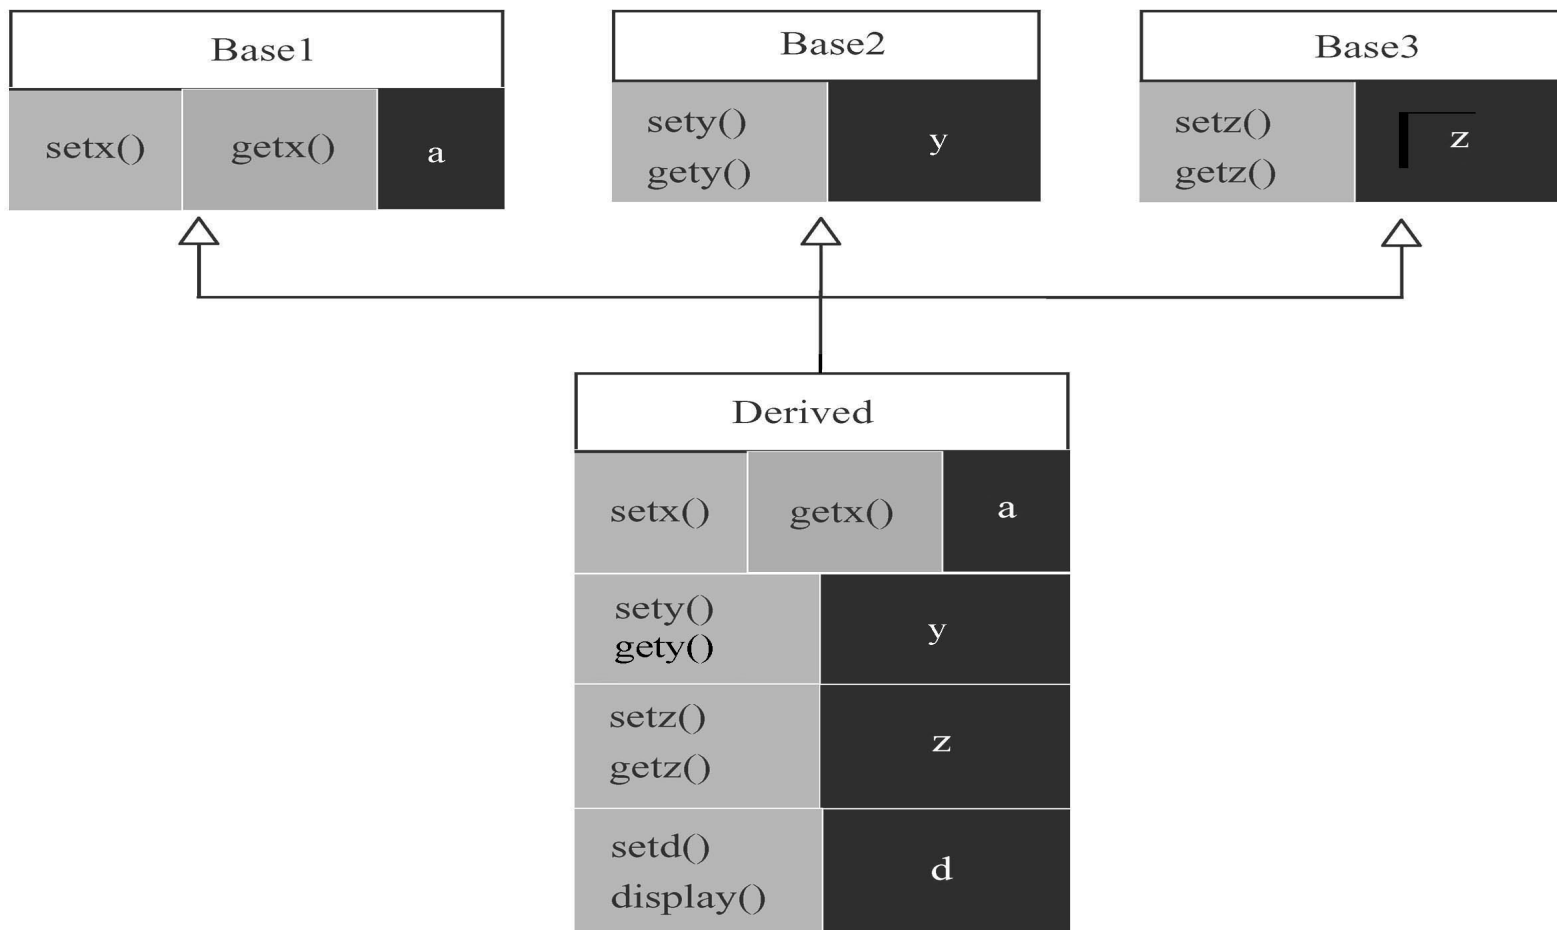 Base1
setx() getx() a
Base2
sety()
gety()
y
Base3
setz()
getz()
z
Derived
setx() getx() a
sety()
gety()
y
setz()
getz()
z
setd()
display()
d